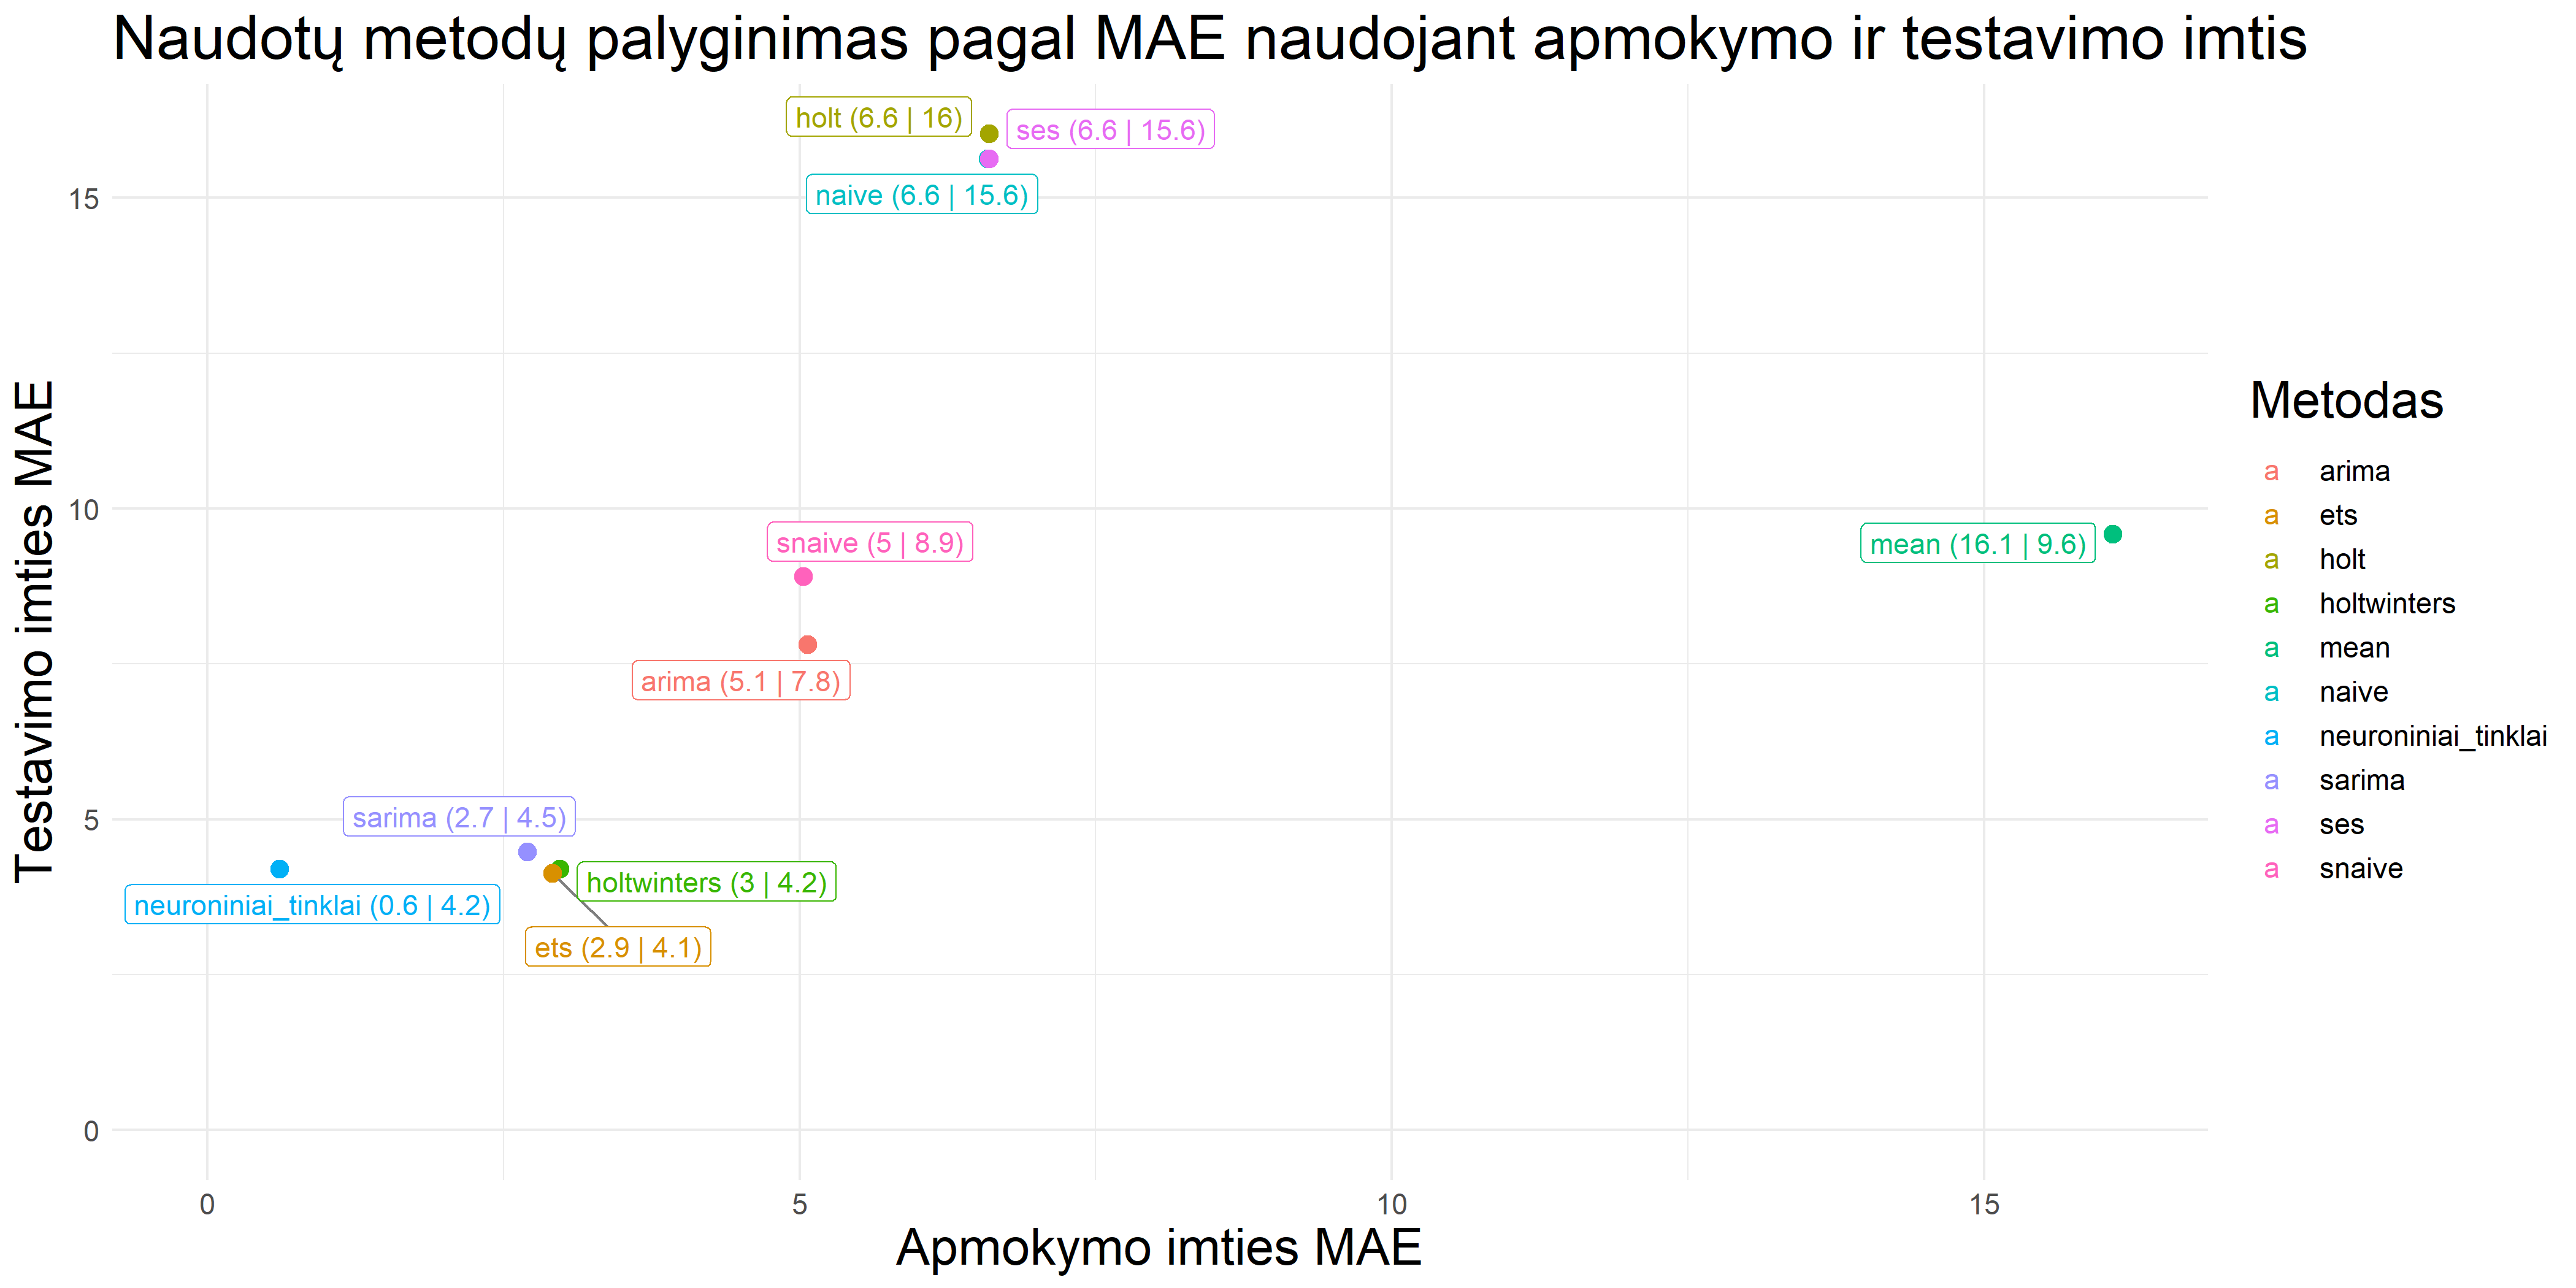 Naudotų metodų palyginimas pagal MAE naudojant apmokymo ir testavimo imtis
Testavimo imties MAE
15
10
5
0
holt (6.6 | 16)
ses (6.6 | 15.6)
naive (6.6 | 15.6)
snaive (5 | 8.9)
mean (16.1 | 9.6)
arima (5.1 | 7.8)
sarima (2.7 | 4.5)
holtwinters (3 | 4.2)
neuroniniai_tinklai (0.6 | 4.2)
ets (2.9 | 4.1)
0
5
10
15
Apmokymo imties MAE
Metodas
a arima
a ets
a holt
a holtwinters
a mean
a naive
a neuroniniai_tinklai
a sarima
a ses
a snaive